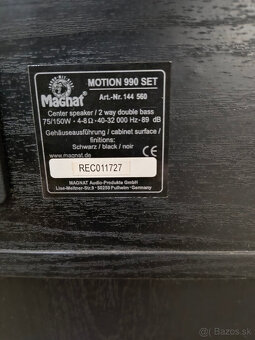 Magnat
MOTION 990 SET
Art.-Nr. 144 560
Center speaker / 2 way double bass
75/150W · 4-8Ω · 40-32 000 Hz · 89 dB
Gehäuseausführung / cabinet surface /
finitions:
Schwarz / black / noir
www.magnat.de
CE
REC011727
MAGNAT Audio-Produkte GmbH
Lise-Meitner-Str.9 · 50259 Pulheim · Germany
Bazos.sk